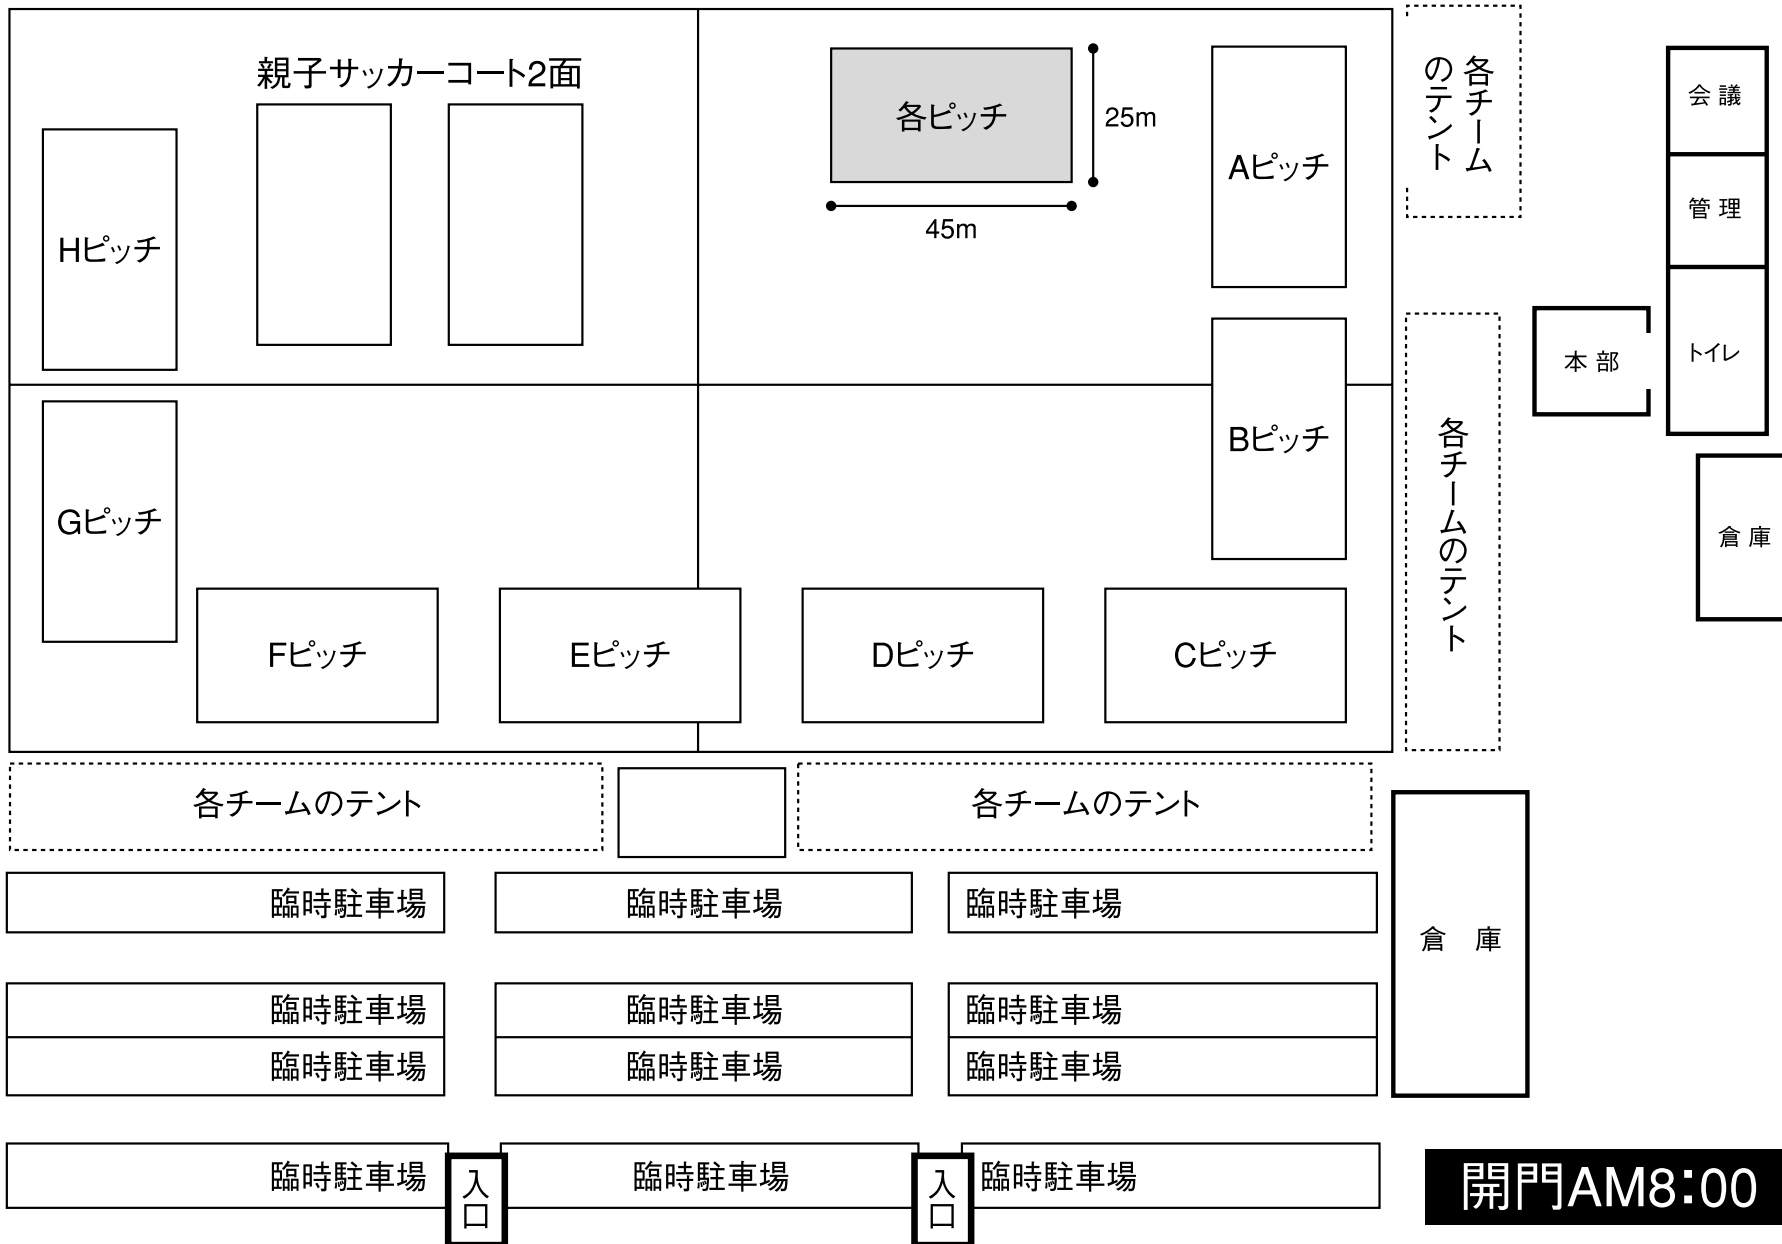 親子サッカーコート2面
各ピッチ
25m
45m
Aピッチ
Hピッチ
各チーム
のテント
会議
管理
トイレ
本部
Bピッチ
Gピッチ
各チームのテント
倉庫
Fピッチ
Eピッチ
Dピッチ
Cピッチ
各チームのテント
各チームのテント
臨時駐車場
臨時駐車場
臨時駐車場
倉庫
臨時駐車場
臨時駐車場
臨時駐車場
臨時駐車場
臨時駐車場
臨時駐車場
臨時駐車場
入口
臨時駐車場
入口
臨時駐車場
開門AM8:00